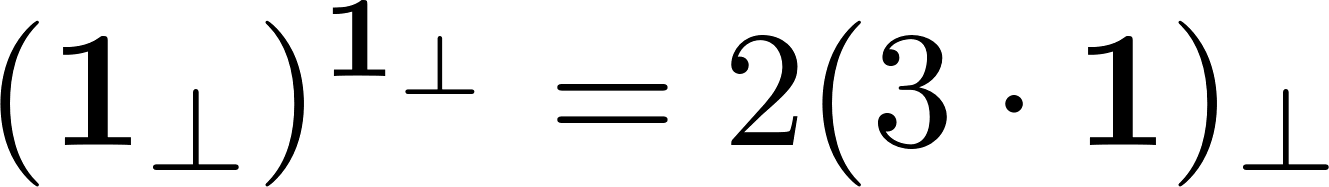 (𝟏_⊥)^{𝟏_⊥} = 𝟐(𝟑 · 𝟏)_⊥